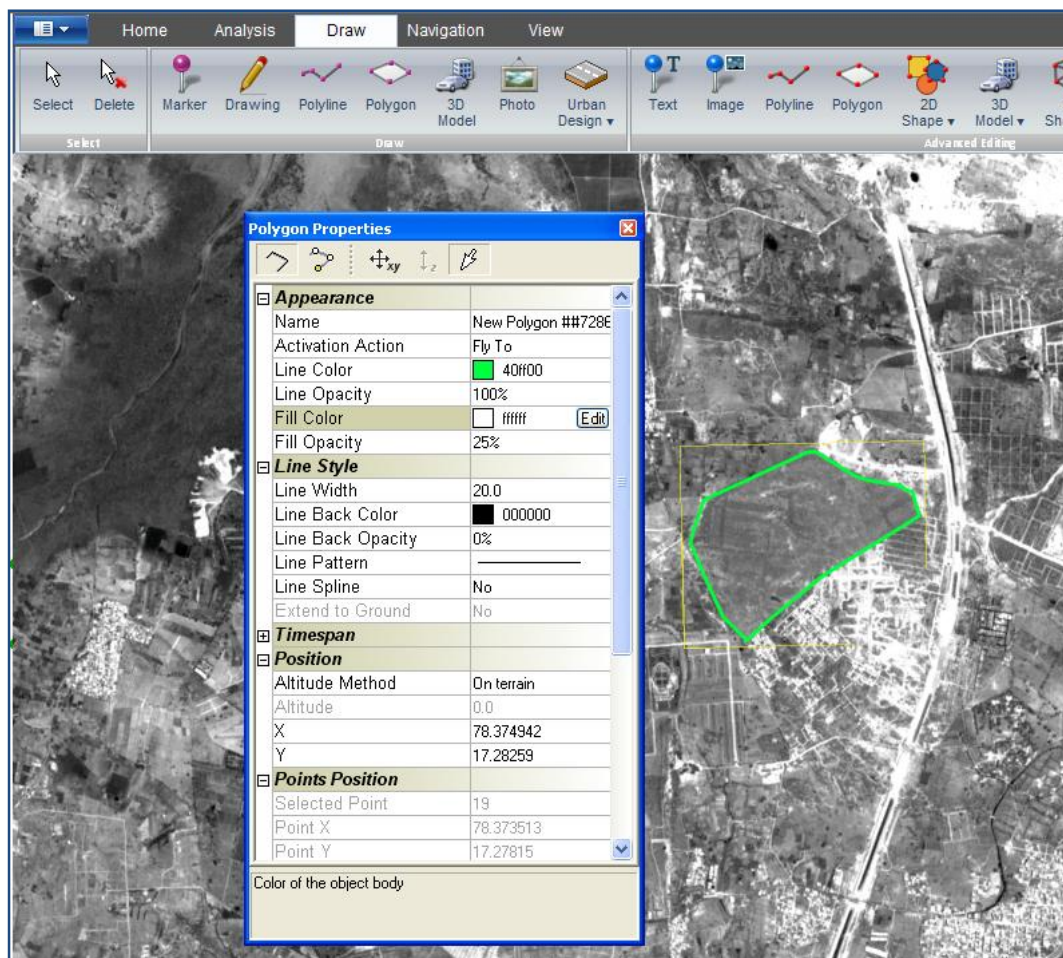 Home Analysis Draw Navigation View
Select Delete Marker Drawing Polyline Polygon 3D Model Photo Urban Design Text Image Polyline Polygon 2D Shape 3D Model
Select Draw Advanced Editing
Polygon Properties
xy z
Appearance
Name New Polygon ##728
Activation Action Fly To
Line Color 40ff00
Line Opacity 100%
Fill Color ffffff Edit
Fill Opacity 25%
Line Style
Line Width 20.0
Line Back Color 000000
Line Back Opacity 0%
Line Pattern
Line Spline No
Extend to Ground No
Timespan
Position
Altitude Method On terrain
Altitude 0.0
X 78.374942
Y 17.28259
Points Position
Selected Point 19
Point X 78.373513
Point Y 17.27815
Color of the object body